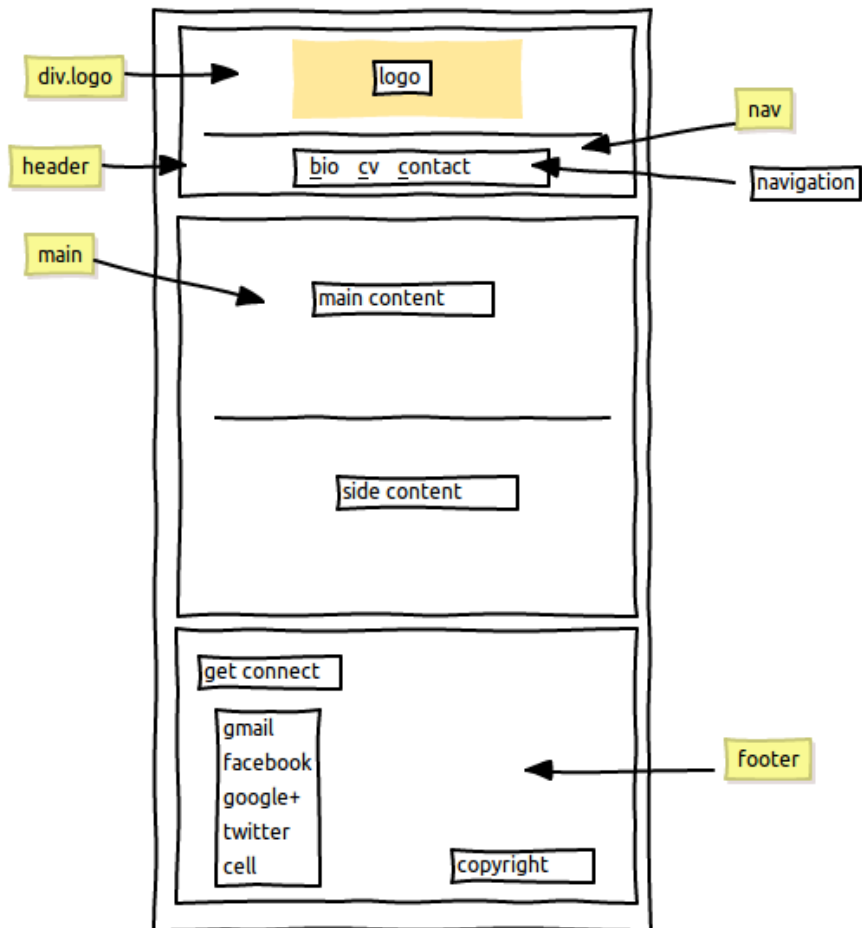 div.logo
logo
nav
header
bio cv contact
navigation
main
main content
side content
get connect
gmail
facebook
google+
twitter
cell
footer
copyright